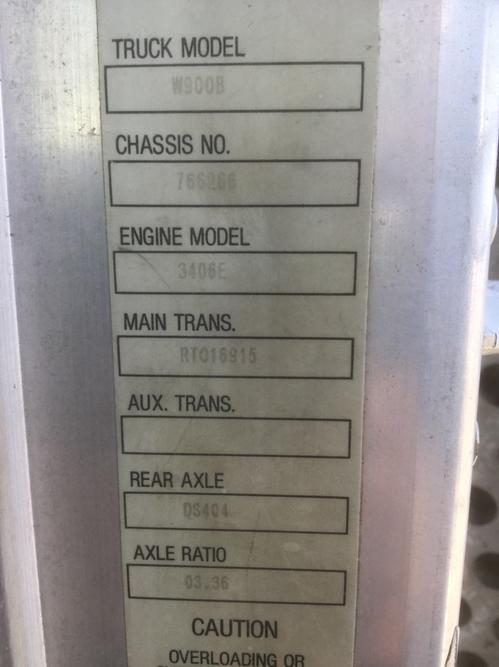 TRUCK MODEL
W900B
CHASSIS NO.
766266
ENGINE MODEL
3406E
MAIN TRANS.
RTO16915
AUX. TRANS.
REAR AXLE
DS404
AXLE RATIO
03.36
CAUTION
OVERLOADING OR